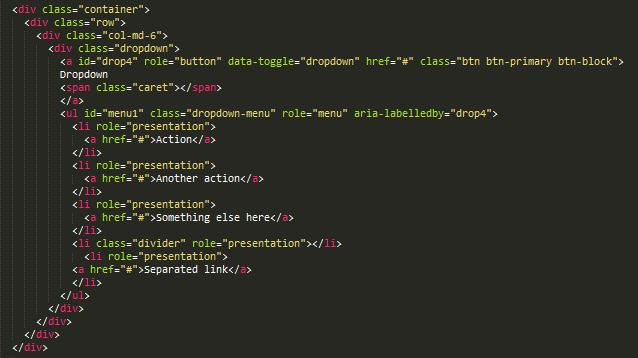 <div class="container">
<div class="row">
<div class="col-md-6">
<div class="dropdown">
<a id="drop4" role="button" data-toggle="dropdown" href="#" class="btn btn-primary btn-block">
Dropdown
<span class="caret"></span>
</a>
<ul id="menu1" class="dropdown-menu" role="menu" aria-labelledby="drop4">
<li role="presentation">
<a href="#">Action</a>
</li>
<li role="presentation">
<a href="#">Another action</a>
</li>
<li role="presentation">
<a href="#">Something else here</a>
</li>
<li class="divider" role="presentation"></li>
<li role="presentation">
<a href="#">Separated link</a>
</li>
</ul>
</div>
</div>
</div>
</div>